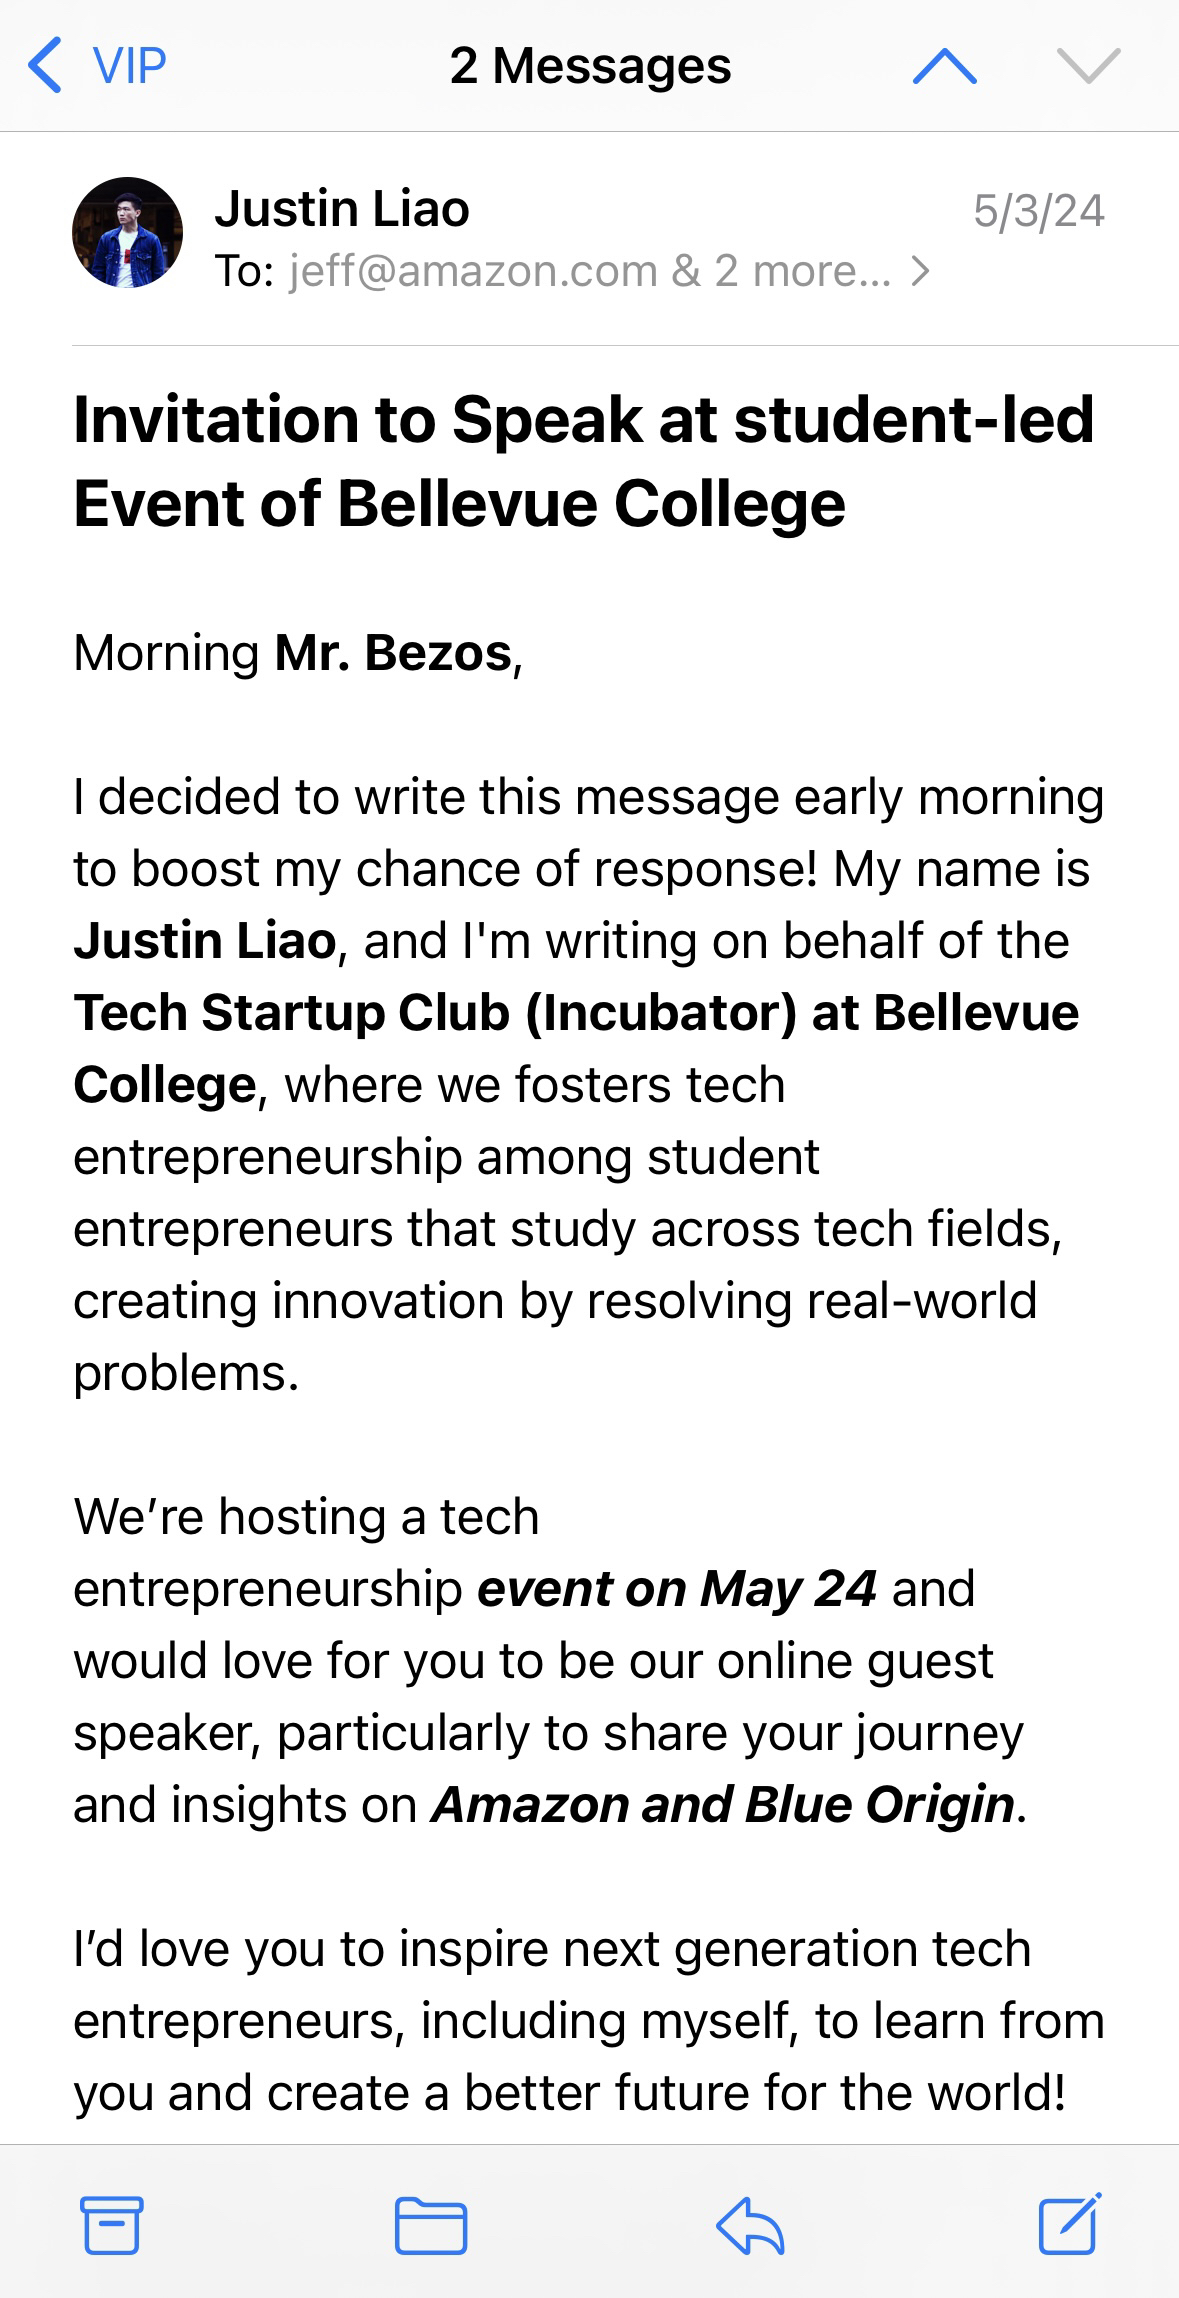 VIP
2 Messages
Justin Liao
5/3/24
To: jeff@amazon.com & 2 more...
Invitation to Speak at student-led
Event of Bellevue College
Morning Mr. Bezos,
I decided to write this message early morning
to boost my chance of response! My name is
Justin Liao, and I'm writing on behalf of the
Tech Startup Club (Incubator) at Bellevue
College, where we fosters tech
entrepreneurship among student
entrepreneurs that study across tech fields,
creating innovation by resolving real-world
problems.
We’re hosting a tech
entrepreneurship event on May 24 and
would love for you to be our online guest
speaker, particularly to share your journey
and insights on Amazon and Blue Origin.
I’d love you to inspire next generation tech
entrepreneurs, including myself, to learn from
you and create a better future for the world!